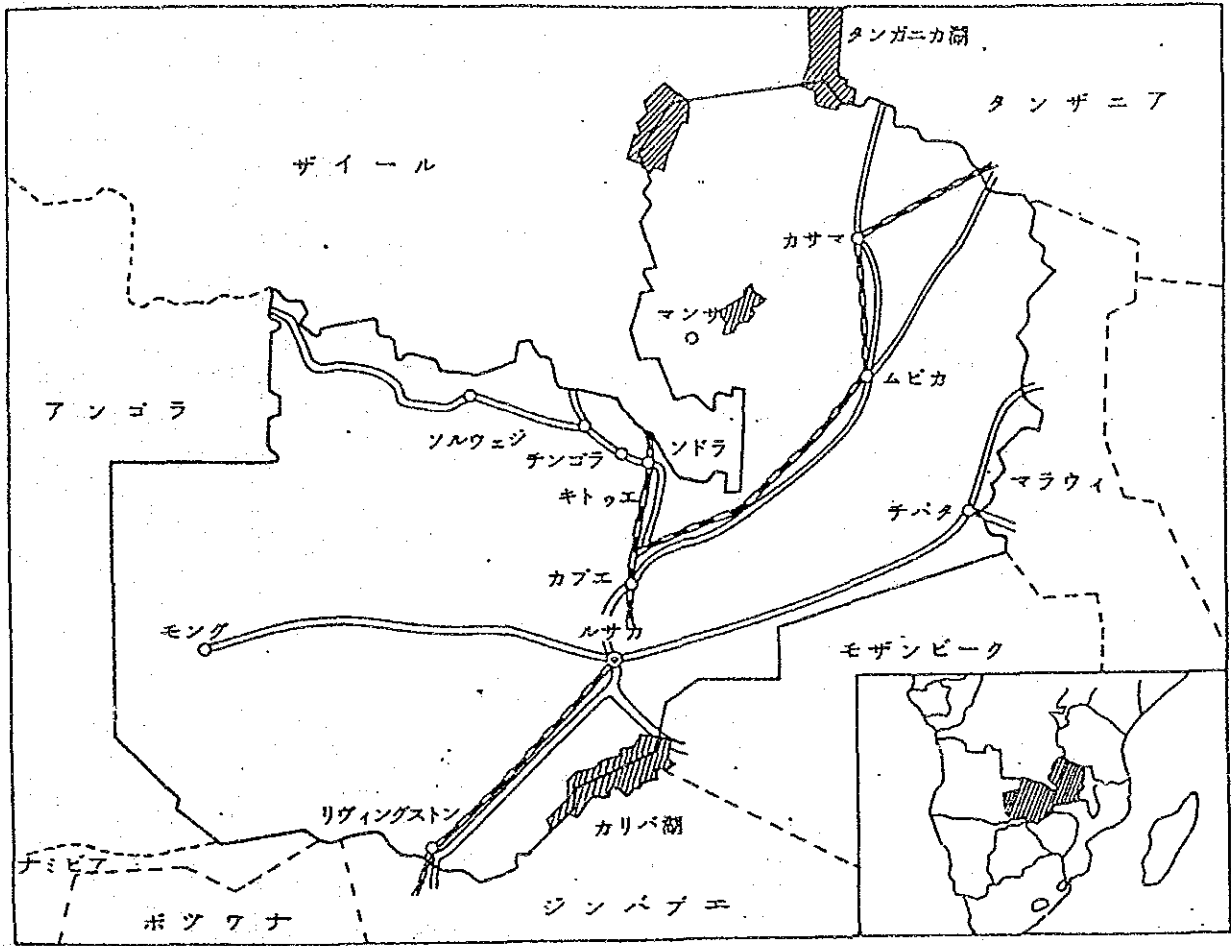 タンガニカ湖
タンザニア
ザイール
カサマ
マンサ
ムピカ
アンゴラ
ソルウェジ
チンゴラ
ンドラ
キトゥエ
マラウィ
チパタ
カブエ
モング
ルサカ
モザンビーク
リヴィングストン
カリバ湖
ナミビア
ボツワナ
ジンバブエ